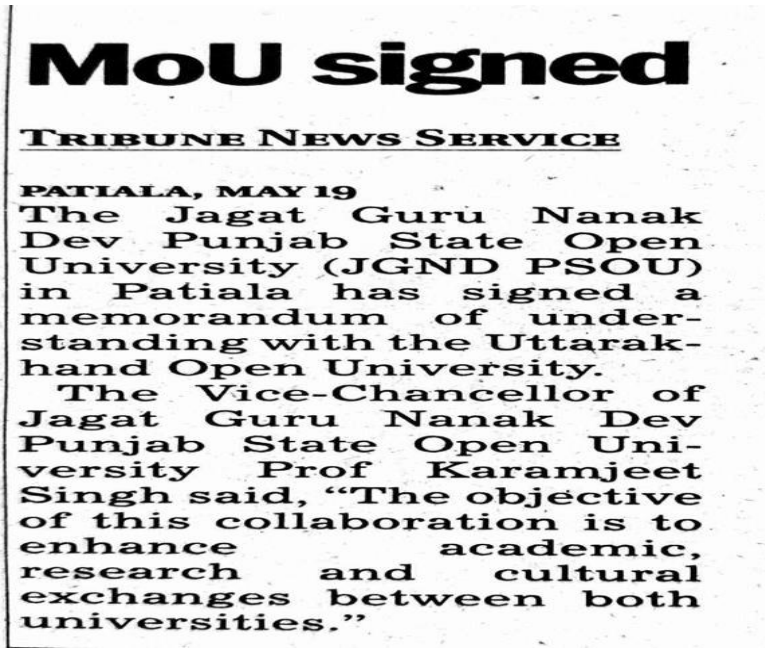 MoU signed
TRIBUNE NEWS SERVICE
PATIALA, MAY 19
The Jagat Guru Nanak
Dev Punjab State Open
University (JGND PSOU)
in Patiala has signed a
memorandum of under-
standing with the Uttarak-
hand Open University.
The Vice-Chancellor of
Jagat Guru Nanak Dev
Punjab State Open Uni-
versity Prof Karamjeet
Singh said, “The objective
of this collaboration is to
enhance academic,
research and cultural
exchanges between both
universities.”